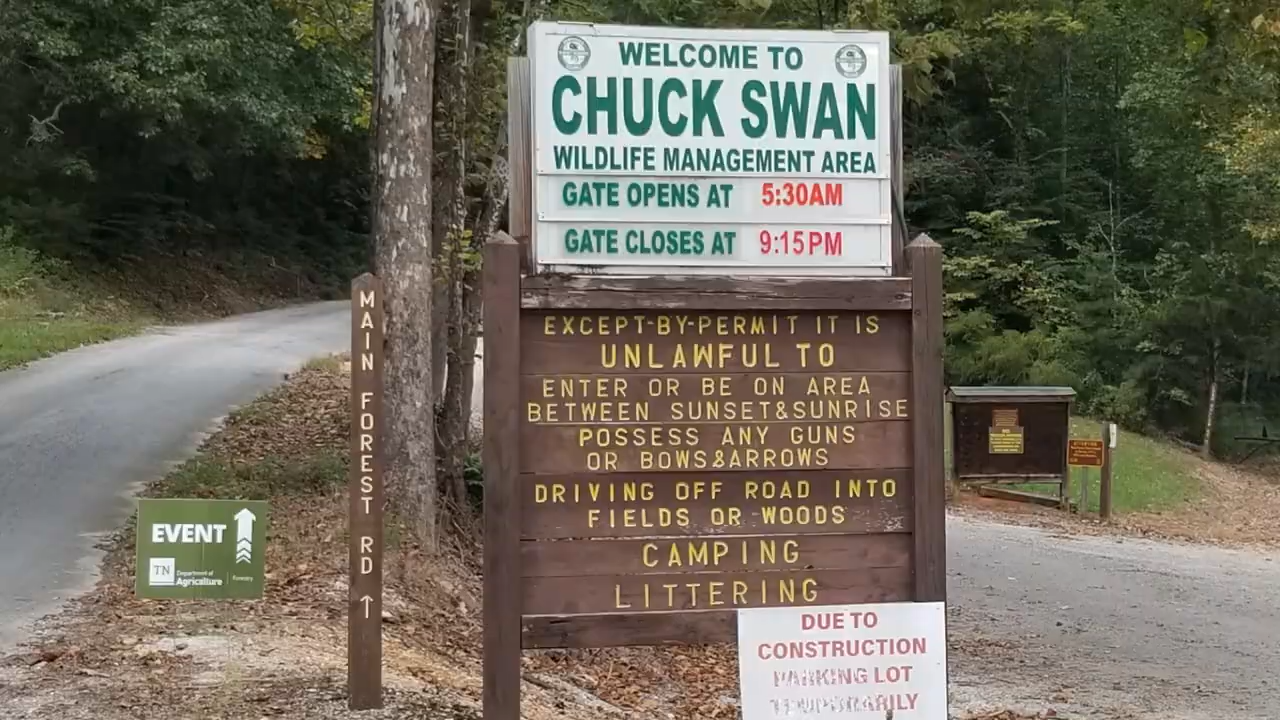 WELCOME TO
CHUCK SWAN
WILDLIFE MANAGEMENT AREA
GATE OPENS AT 5:30AM
GATE CLOSES AT 9:15PM
EXCEPT-BY-PERMIT IT IS
UNLAWFUL TO
ENTER OR BE ON AREA
BETWEEN SUNSET&SUNRISE
POSSESS ANY GUNS
OR BOWS&ARROWS
DRIVING OFF ROAD INTO
FIELDS OR WOODS
CAMPING
LITTERING
DUE TO
CONSTRUCTION
PARKING LOT
TEMPORARILY
MAIN FOREST RD ↑
EVENT
TN
Department of
Agriculture
Forestry